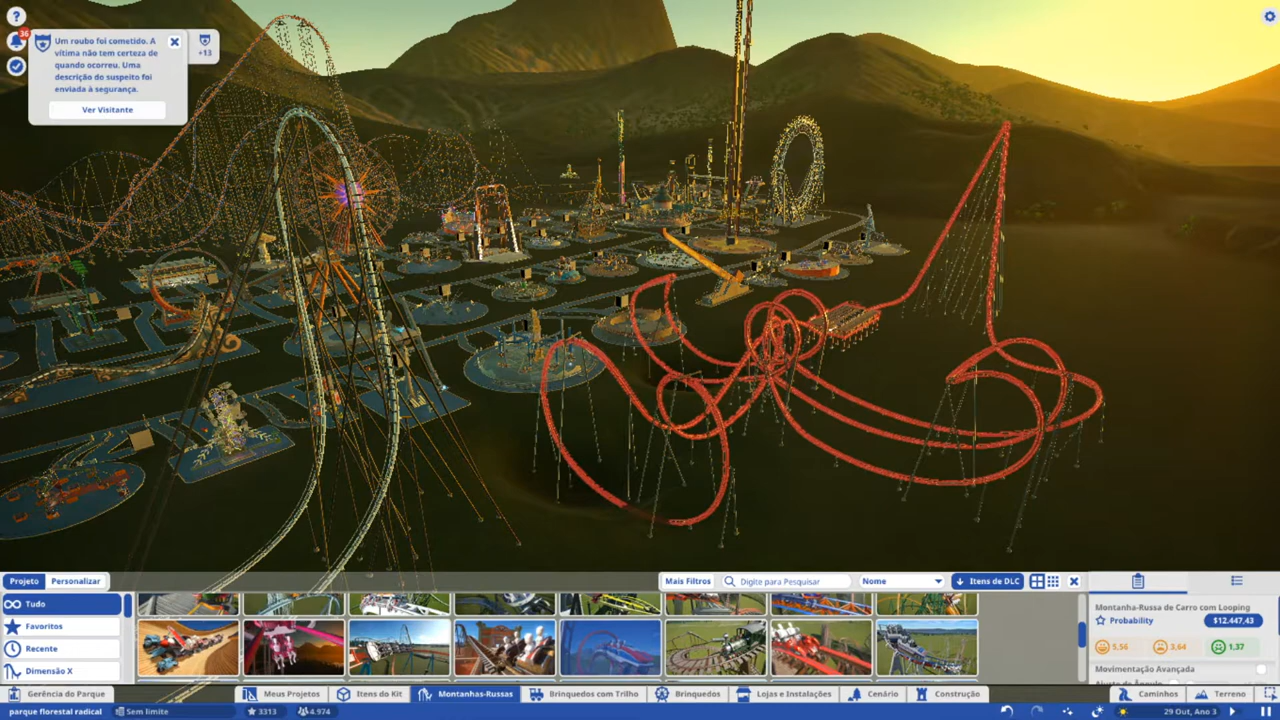 ?
36
Um roubo foi cometido. A
vítima não tem certeza de
quando ocorreu. Uma
descrição do suspeito foi
enviada à segurança.
Ver Visitante
+13
Projeto
Personalizar
Mais Filtros
Digite para Pesquisar
Nome
Itens de DLC
Tudo
Favoritos
Recente
Dimensão X
Montanha-Russa de Carro com Looping
Probability
$12.447,43
5,56
3,64
1,37
Movimentação Avançada
Gerência do Parque
Meus Projetos
Itens do Kit
Montanhas-Russas
Brinquedos com Trilho
Brinquedos
Lojas e Instalações
Cenário
Construção
Caminhos
Terreno
parque florestal radical
Sem limite
3313
4.974
29 Out, Ano 3